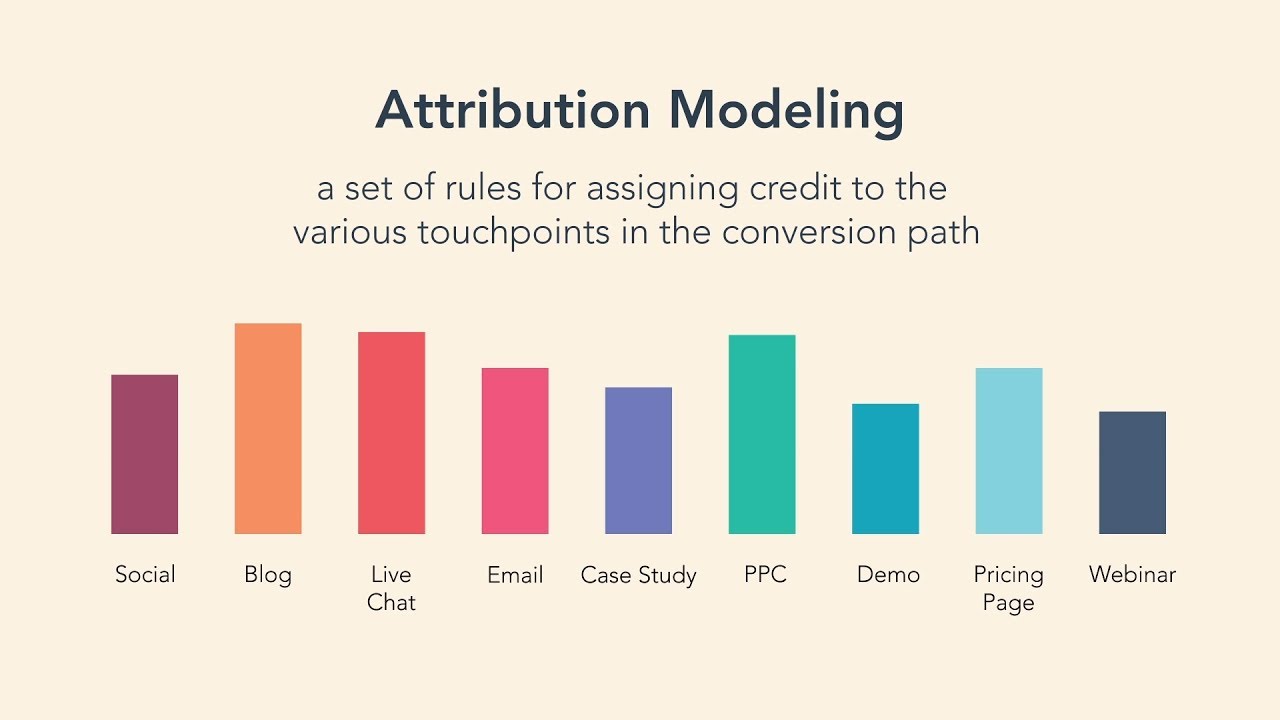 Attribution Modeling
a set of rules for assigning credit to the
various touchpoints in the conversion path
Social
Blog
Live
Chat
Email
Case Study
PPC
Demo
Pricing
Page
Webinar